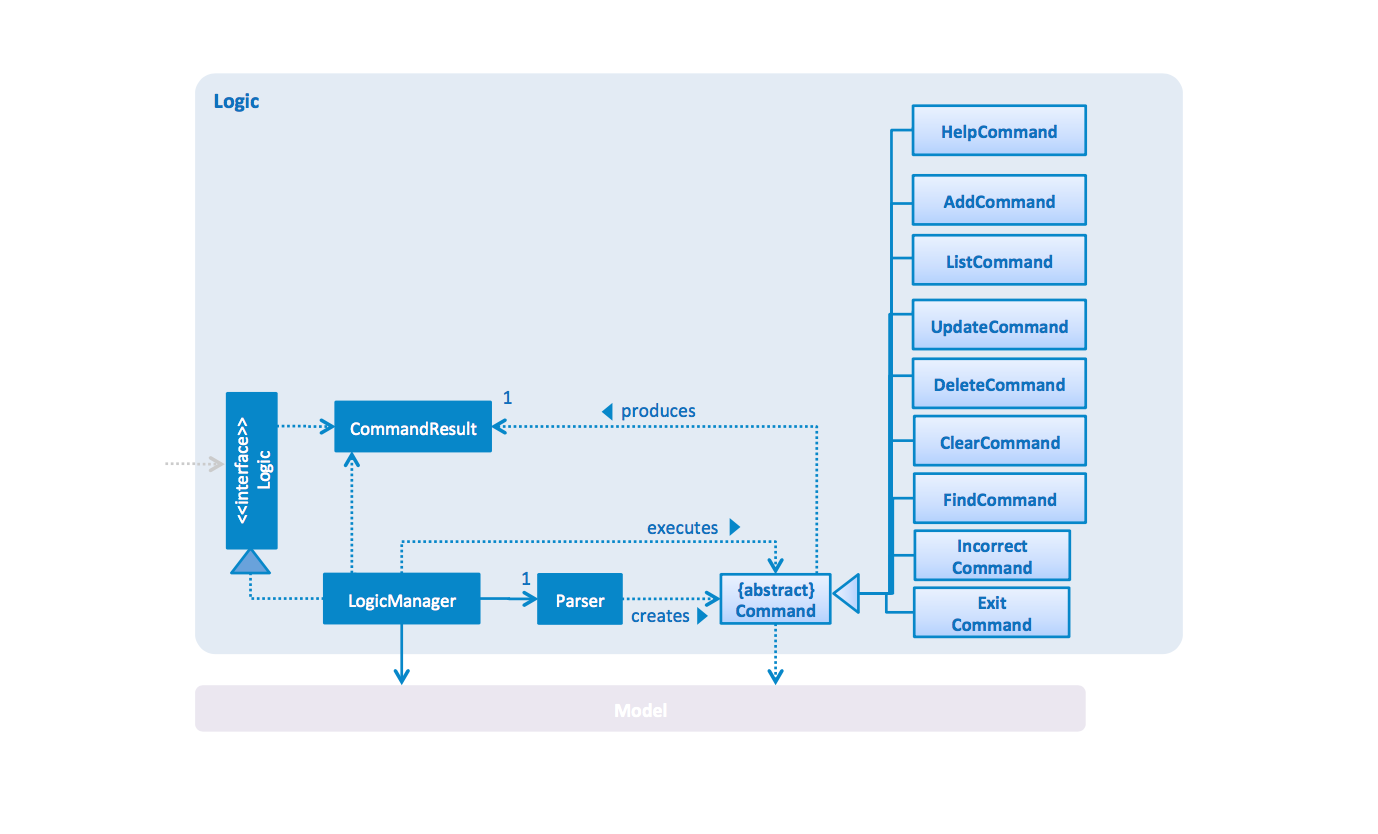 Logic
HelpCommand
AddCommand
ListCommand
UpdateCommand
DeleteCommand
ClearCommand
FindCommand
Incorrect
Command
Exit
Command
<<interface>>
Logic
CommandResult
1
produces
executes
LogicManager
1
Parser
creates
{abstract}
Command
Model